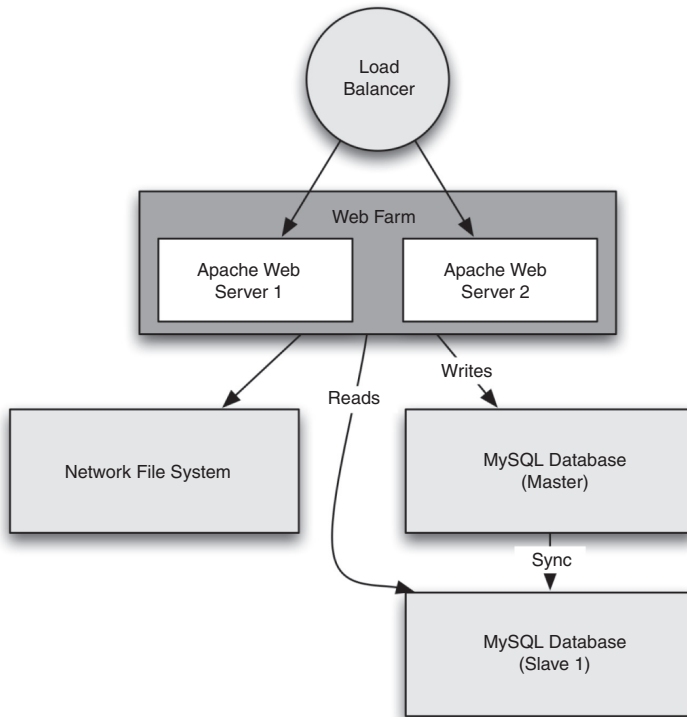 Load
Balancer
Web Farm
Apache Web
Server 1
Apache Web
Server 2
Writes
Reads
Network File System
MySQL Database
(Master)
Sync
MySQL Database
(Slave 1)